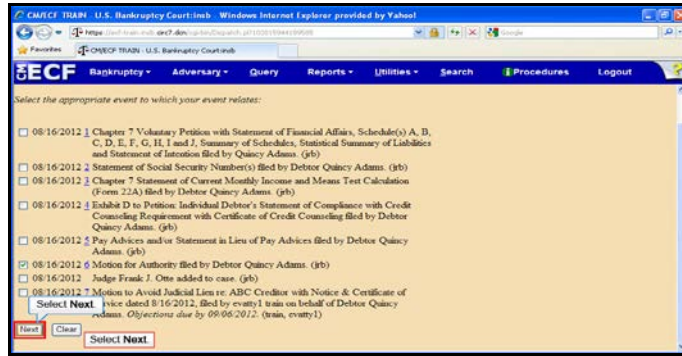 CM/ECF TRAIN - U.S. Bankruptcy Court:insb - Windows Internet Explorer provided by Yahoo!
Google
Favorites CM/ECF TRAIN - U.S. Bankruptcy Court:insb
ECF Bankruptcy Adversary Query Reports Utilities Search Procedures Logout
Select the appropriate event to which your event relates:
08/16/2012 1 Chapter 7 Voluntary Petition with Statement of Financial Affairs, Schedule(s) A, B,
C, D, E, F, G, H, I and J, Summary of Schedules, Statistical Summary of Liabilities
and Statement of Intention filed by Quincy Adams. (jrb)
08/16/2012 2 Statement of Social Security Number(s) filed by Debtor Quincy Adams. (jrb)
08/16/2012 3 Chapter 7 Statement of Current Monthly Income and Means Test Calculation
(Form 22A) filed by Debtor Quincy Adams. (jrb)
08/16/2012 4 Exhibit D to Petition: Individual Debtor's Statement of Compliance with Credit
Counseling Requirement with Certificate of Credit Counseling filed by Debtor
Quincy Adams. (jrb)
08/16/2012 5 Pay Advices and/or Statement in Lieu of Pay Advices filed by Debtor Quincy
Adams. (jrb)
08/16/2012 6 Motion for Authority filed by Debtor Quincy Adams. (jrb)
08/16/2012 Judge Frank J. Otte added to case. (jrb)
08/16/2012 7 Motion to Avoid Judicial Lien re: ABC Creditor with Notice & Certificate of
Select Next. vice dated 8/16/2012, filed by evatty1 train on behalf of Debtor Quincy
Adams. Objections due by 09/06/2012. (train, evatty1)
Next Clear
Select Next.